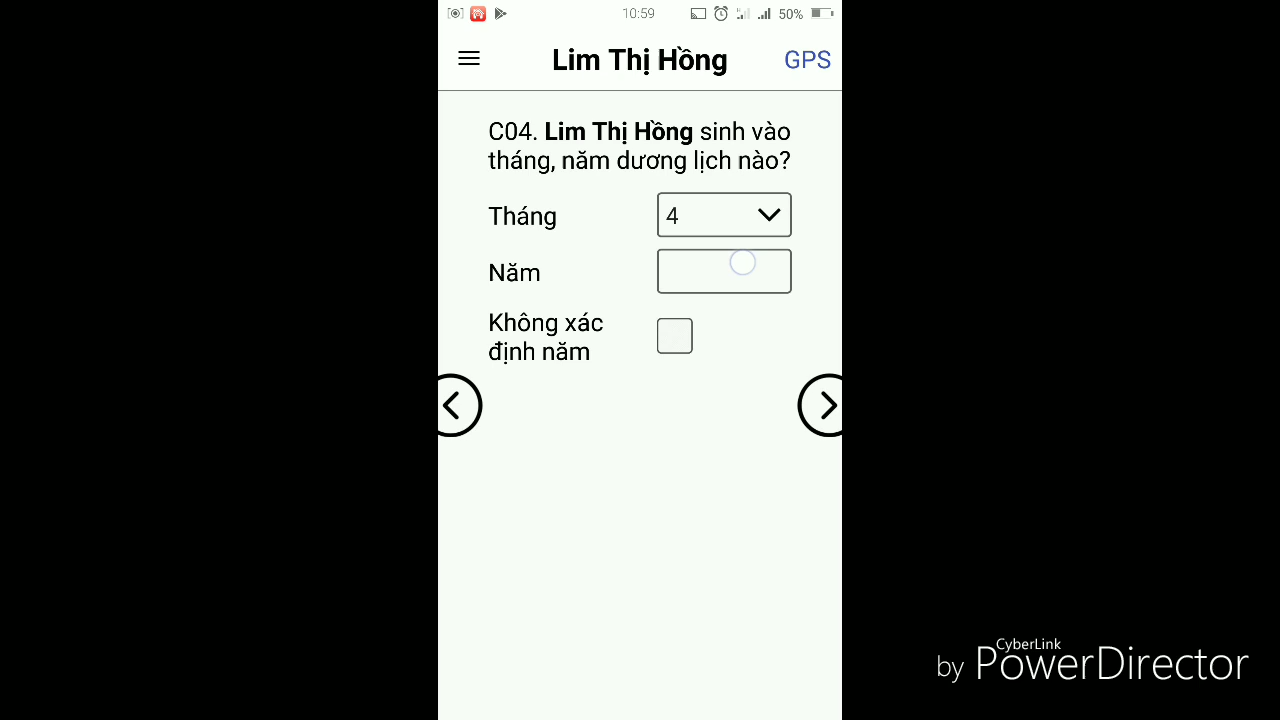 10:59
50%
Lim Thị Hồng
GPS
C04. Lim Thị Hồng sinh vào
tháng, năm dương lịch nào?
Tháng
4
Năm
Không xác
định năm
CyberLink
by PowerDirector